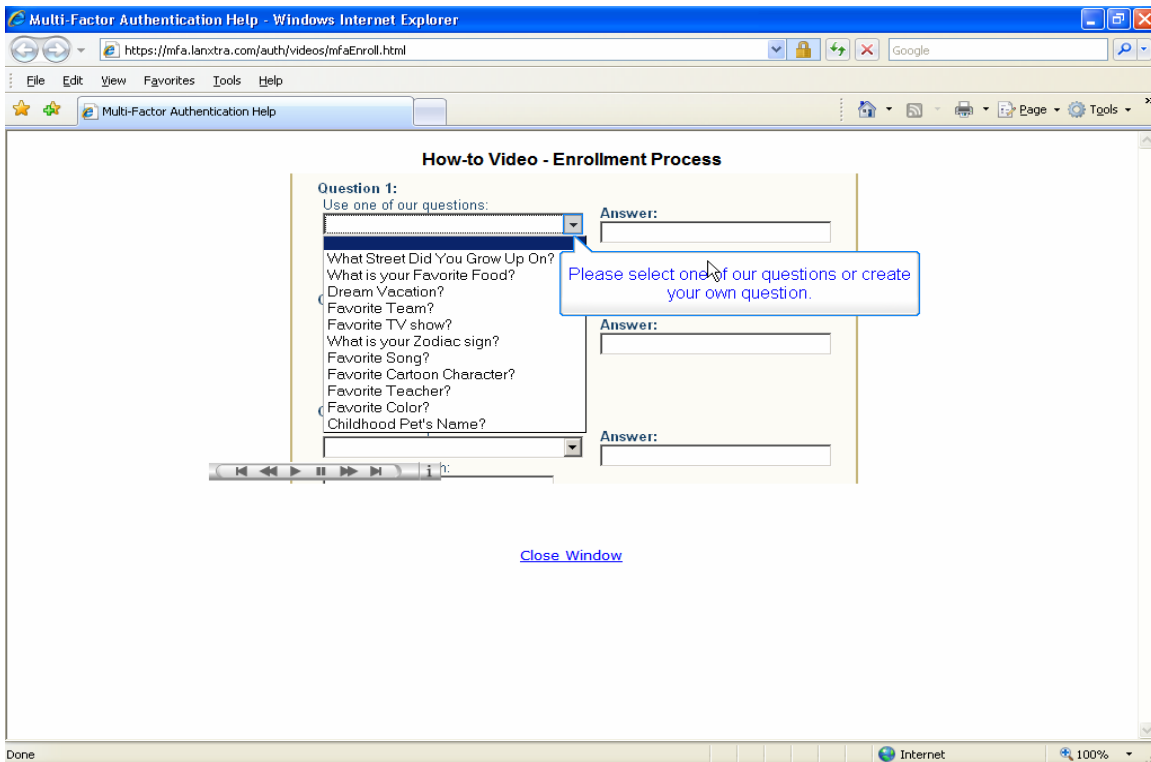 Multi-Factor Authentication Help - Windows Internet Explorer
https://mfa.lanxtra.com/auth/videos/mfaEnroll.html
Google
File Edit View Favorites Tools Help
Multi-Factor Authentication Help
Page Tools
How-to Video - Enrollment Process
Question 1:
Use one of our questions:
Answer:
What Street Did You Grow Up On?
What is your Favorite Food?
Dream Vacation?
Favorite Team?
Favorite TV show?
What is your Zodiac sign?
Favorite Song?
Favorite Cartoon Character?
Favorite Teacher?
Favorite Color?
Childhood Pet's Name?
Please select one of our questions or create
your own question.
Answer:
Answer:
i
h:
Close Window
Done
Internet
100%